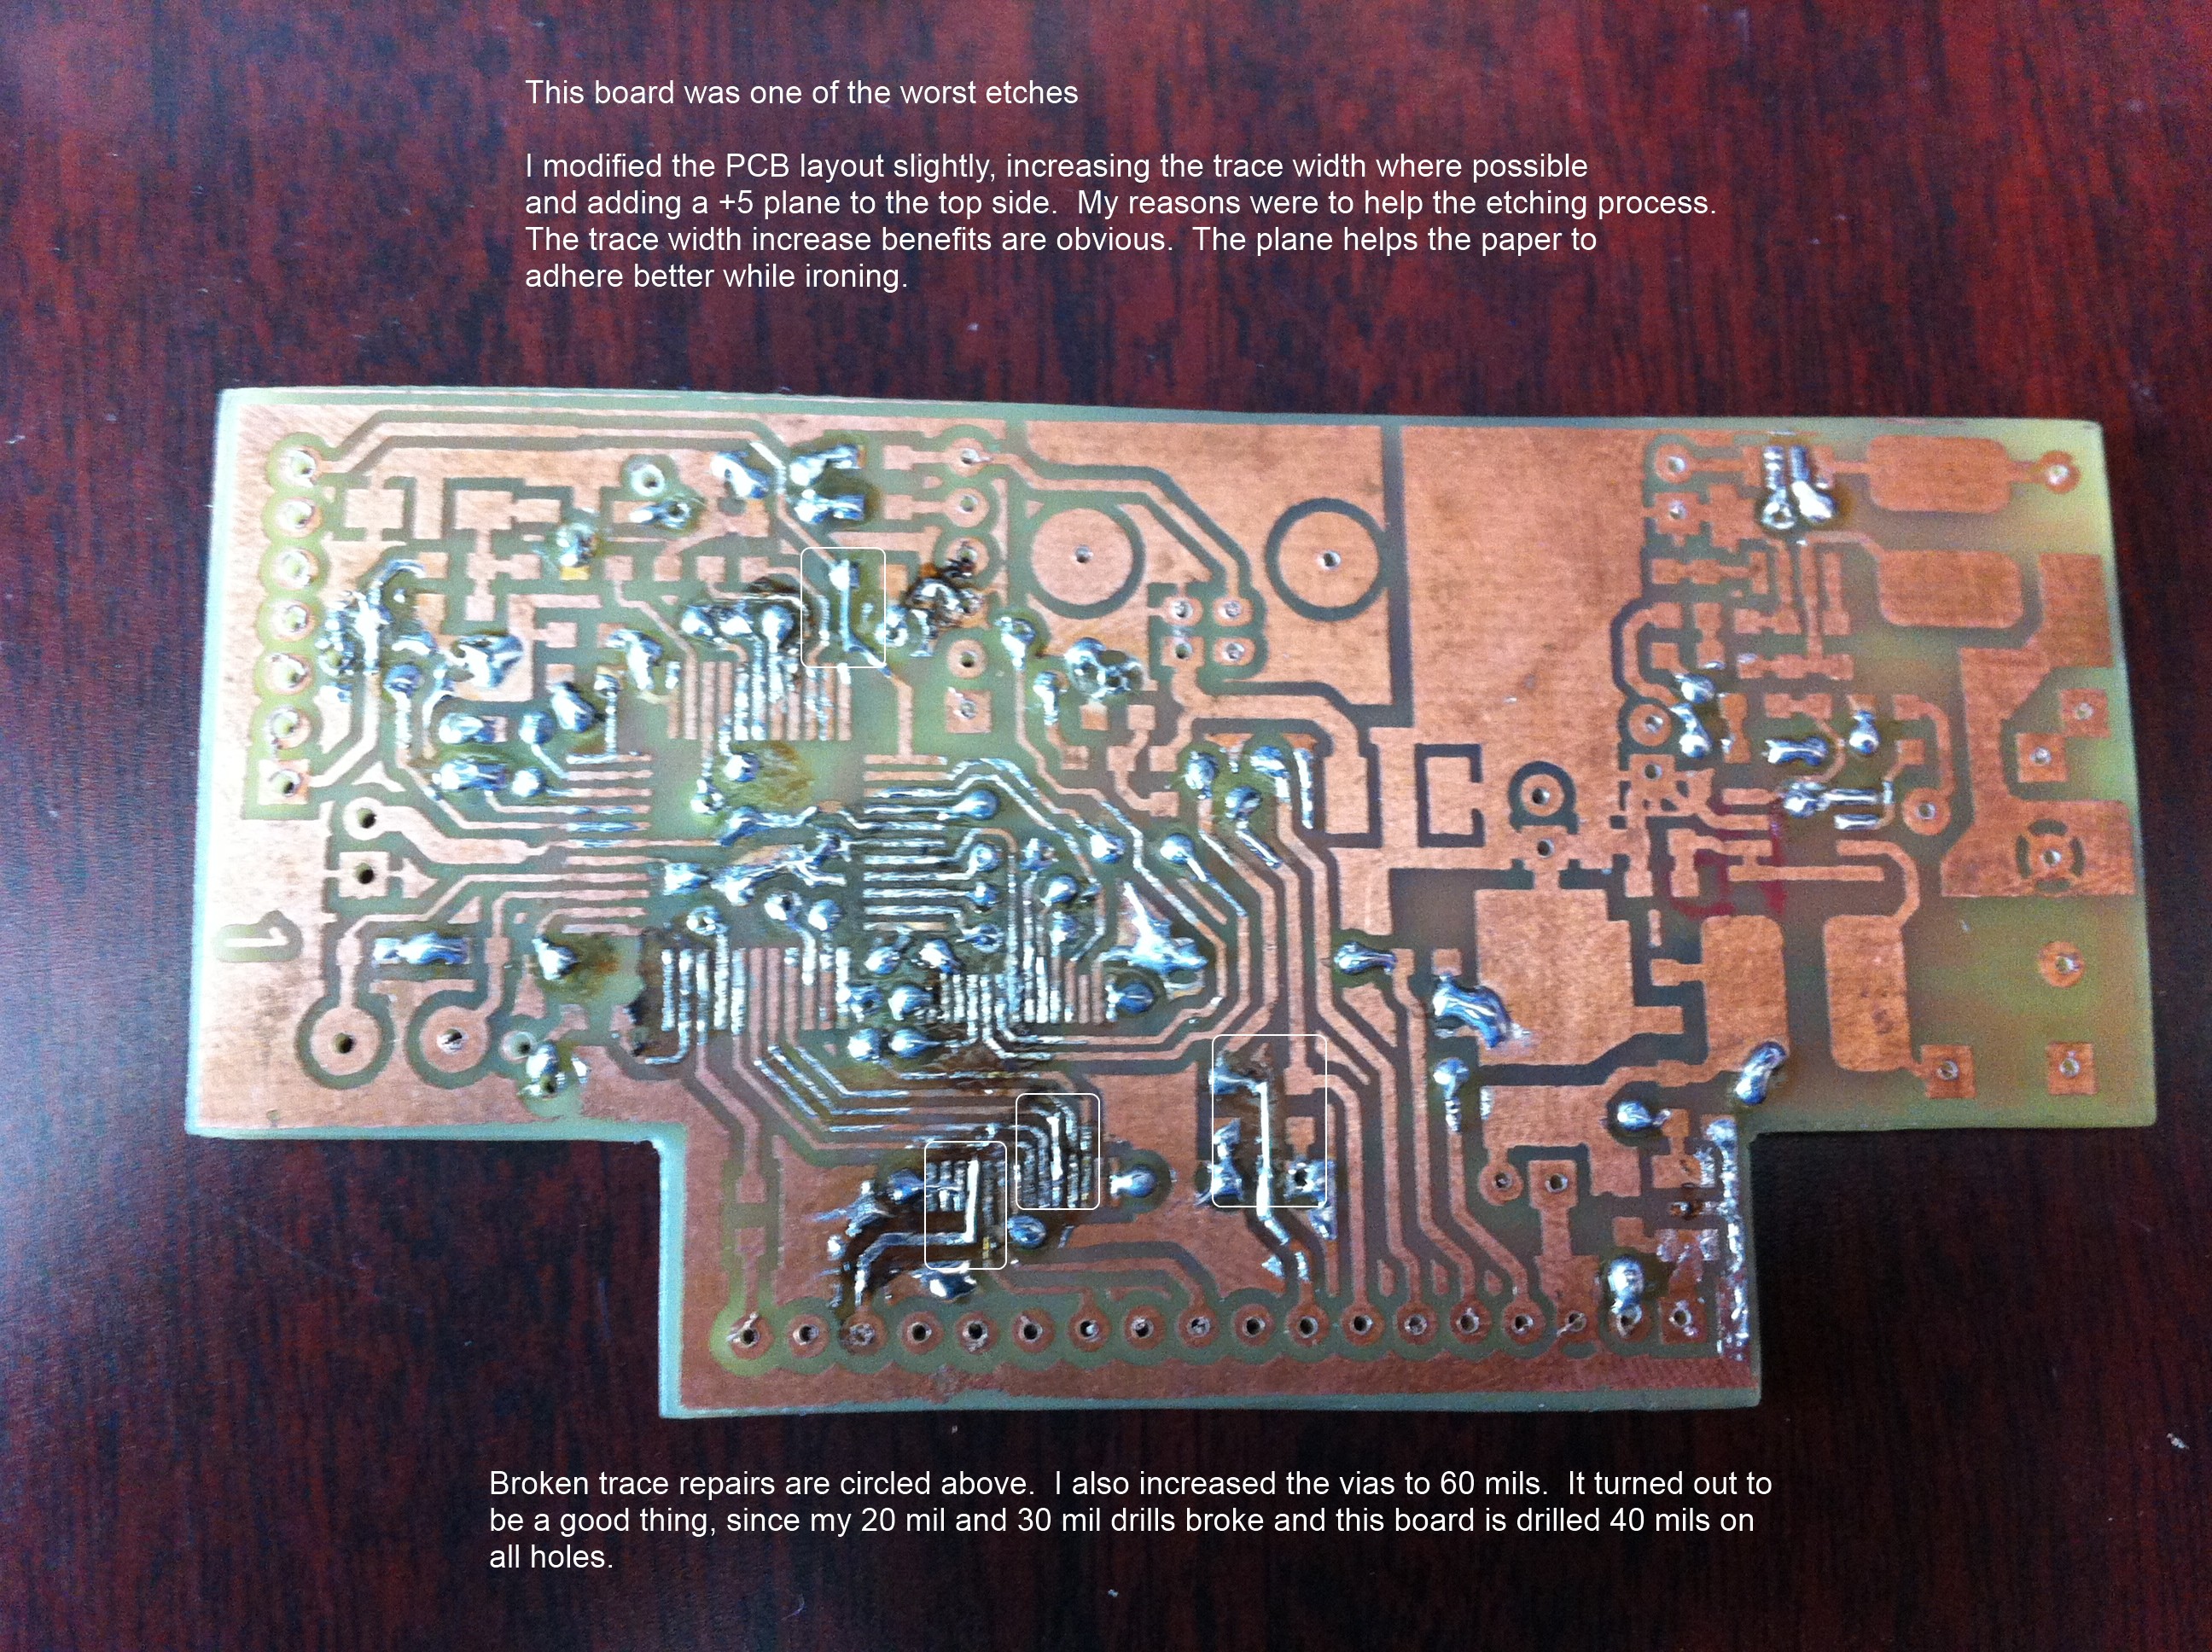 This board was one of the worst etches
I modified the PCB layout slightly, increasing the trace width where possible
and adding a +5 plane to the top side.  My reasons were to help the etching process.
The trace width increase benefits are obvious.  The plane helps the paper to
adhere better while ironing.
1
Broken trace repairs are circled above.  I also increased the vias to 60 mils.  It turned out to
be a good thing, since my 20 mil and 30 mil drills broke and this board is drilled 40 mils on
all holes.